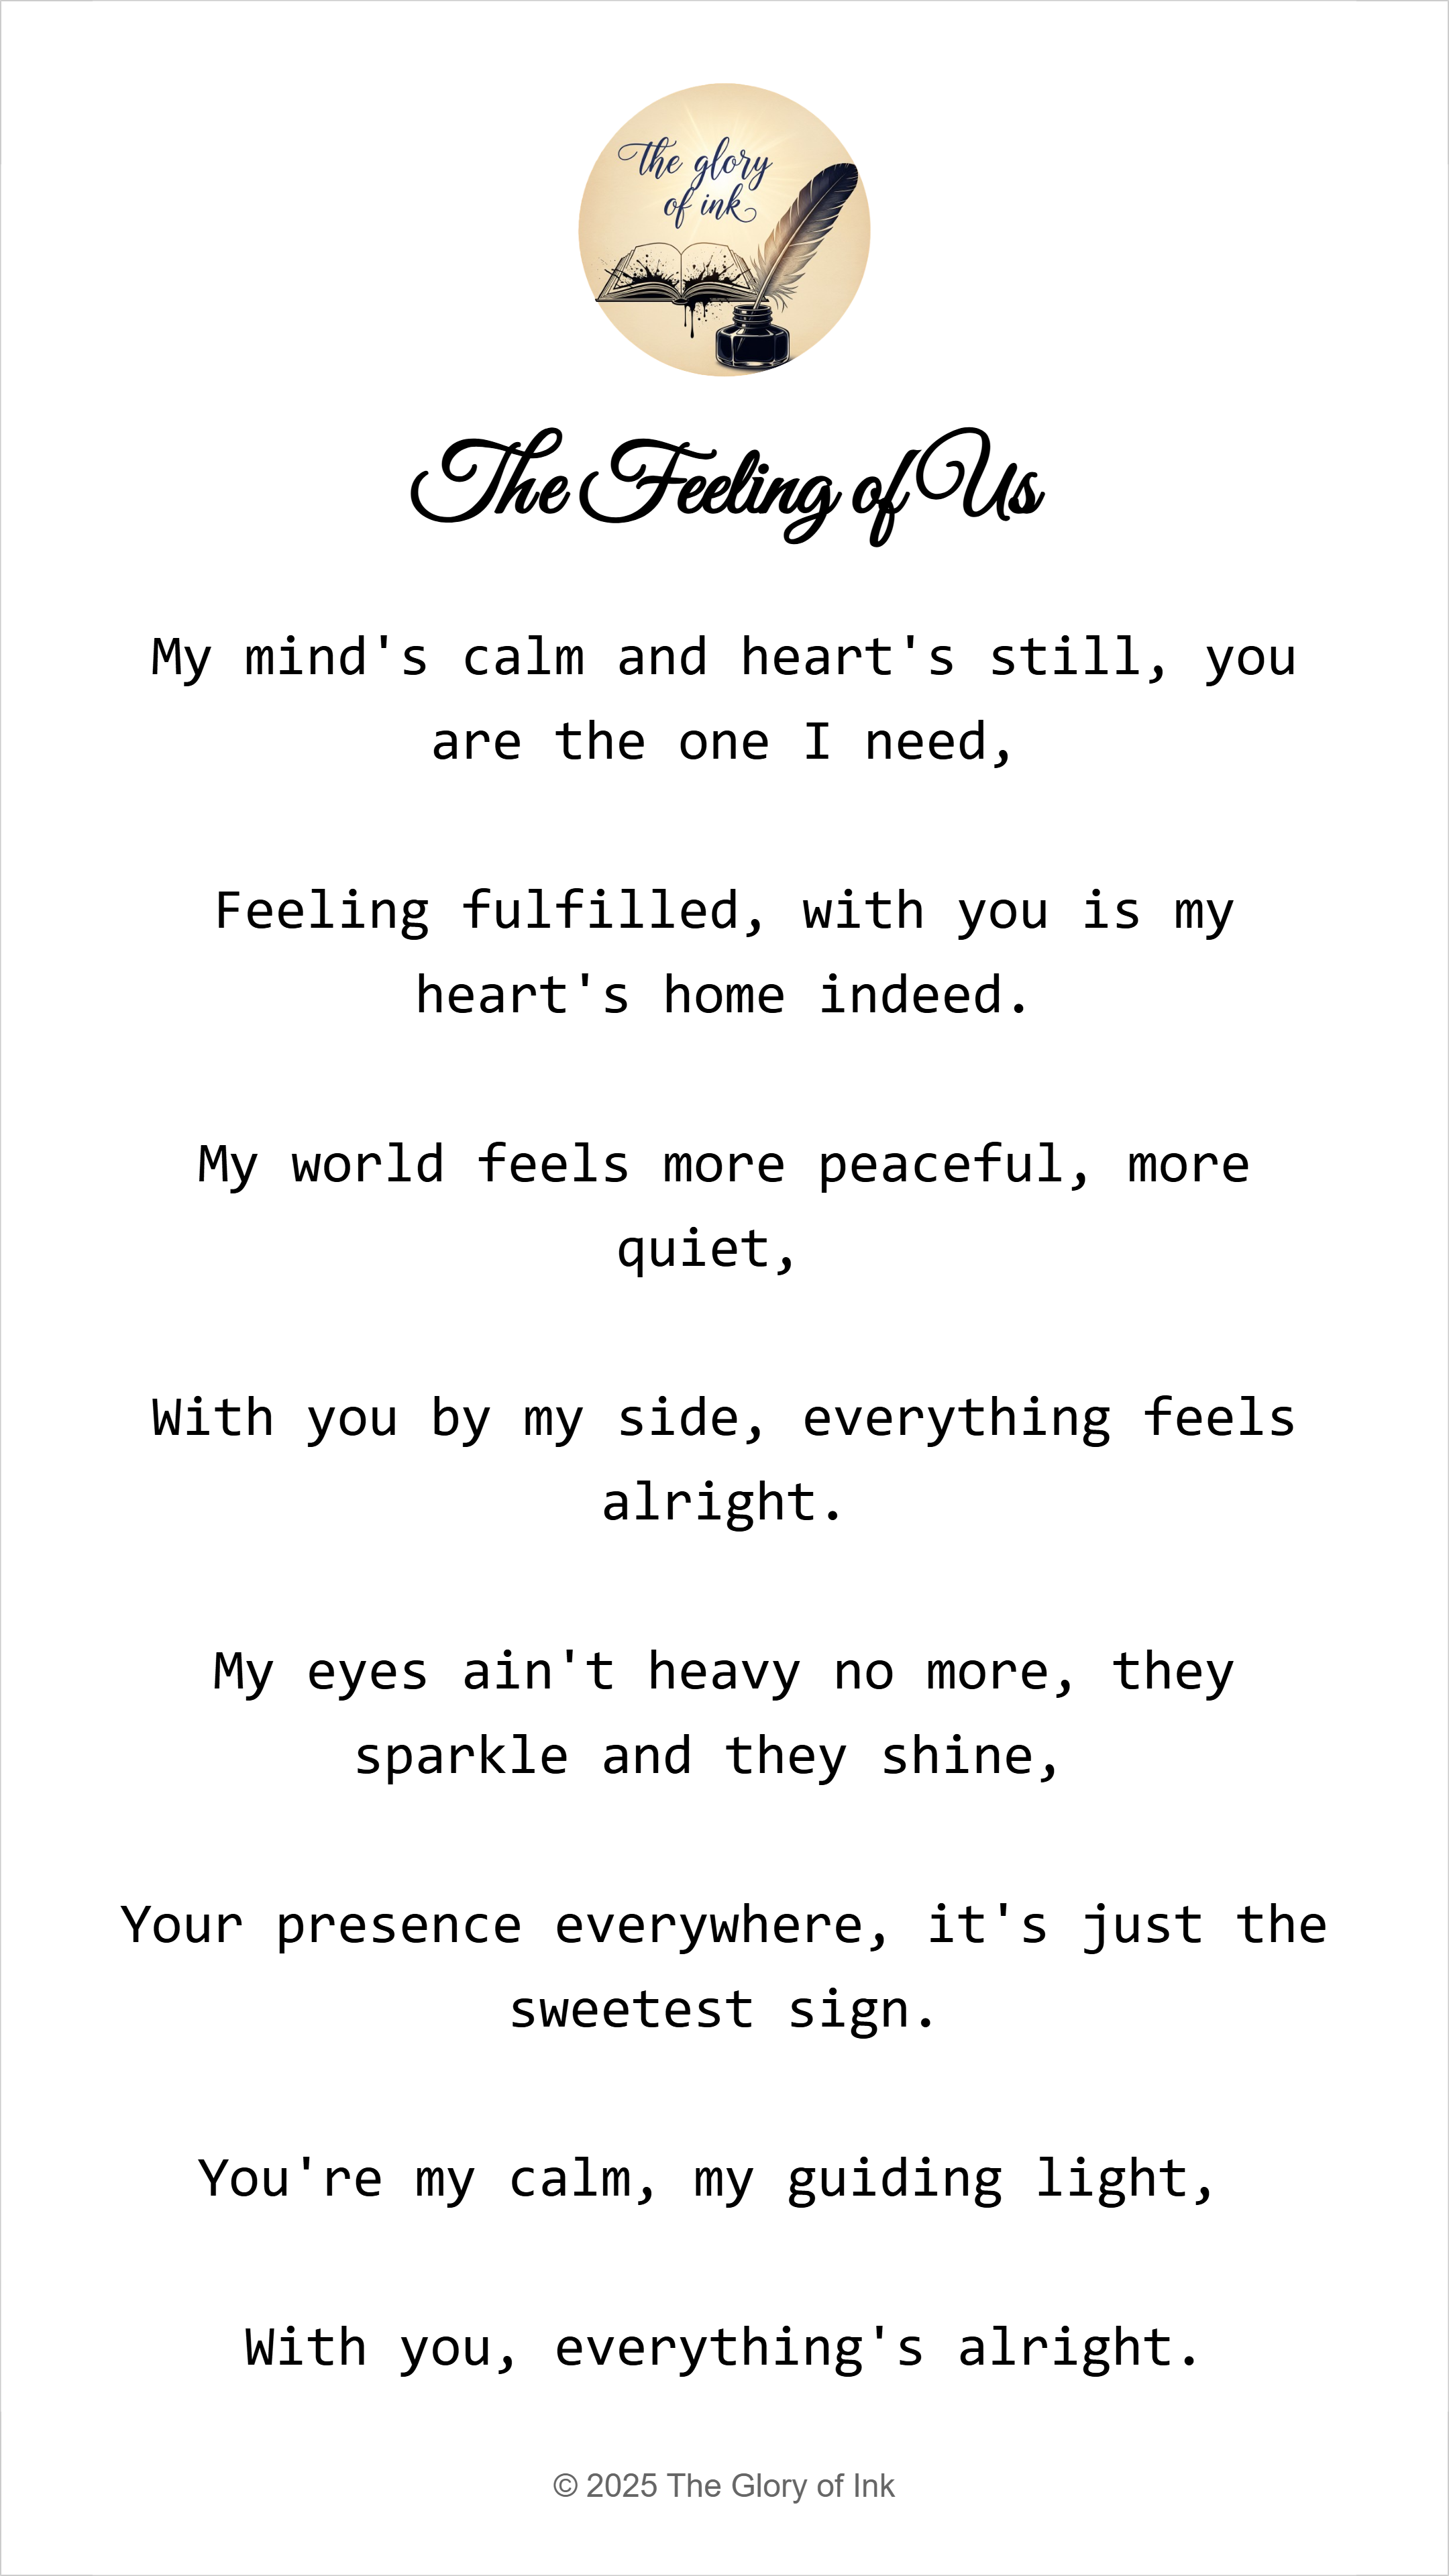 the glory
of ink
The Feeling of Us
My mind's calm and heart's still, you
are the one I need,
Feeling fulfilled, with you is my
heart's home indeed.
My world feels more peaceful, more
quiet,
With you by my side, everything feels
alright.
My eyes ain't heavy no more, they
sparkle and they shine,
Your presence everywhere, it's just the
sweetest sign.
You're my calm, my guiding light,
With you, everything's alright.
© 2025 The Glory of Ink